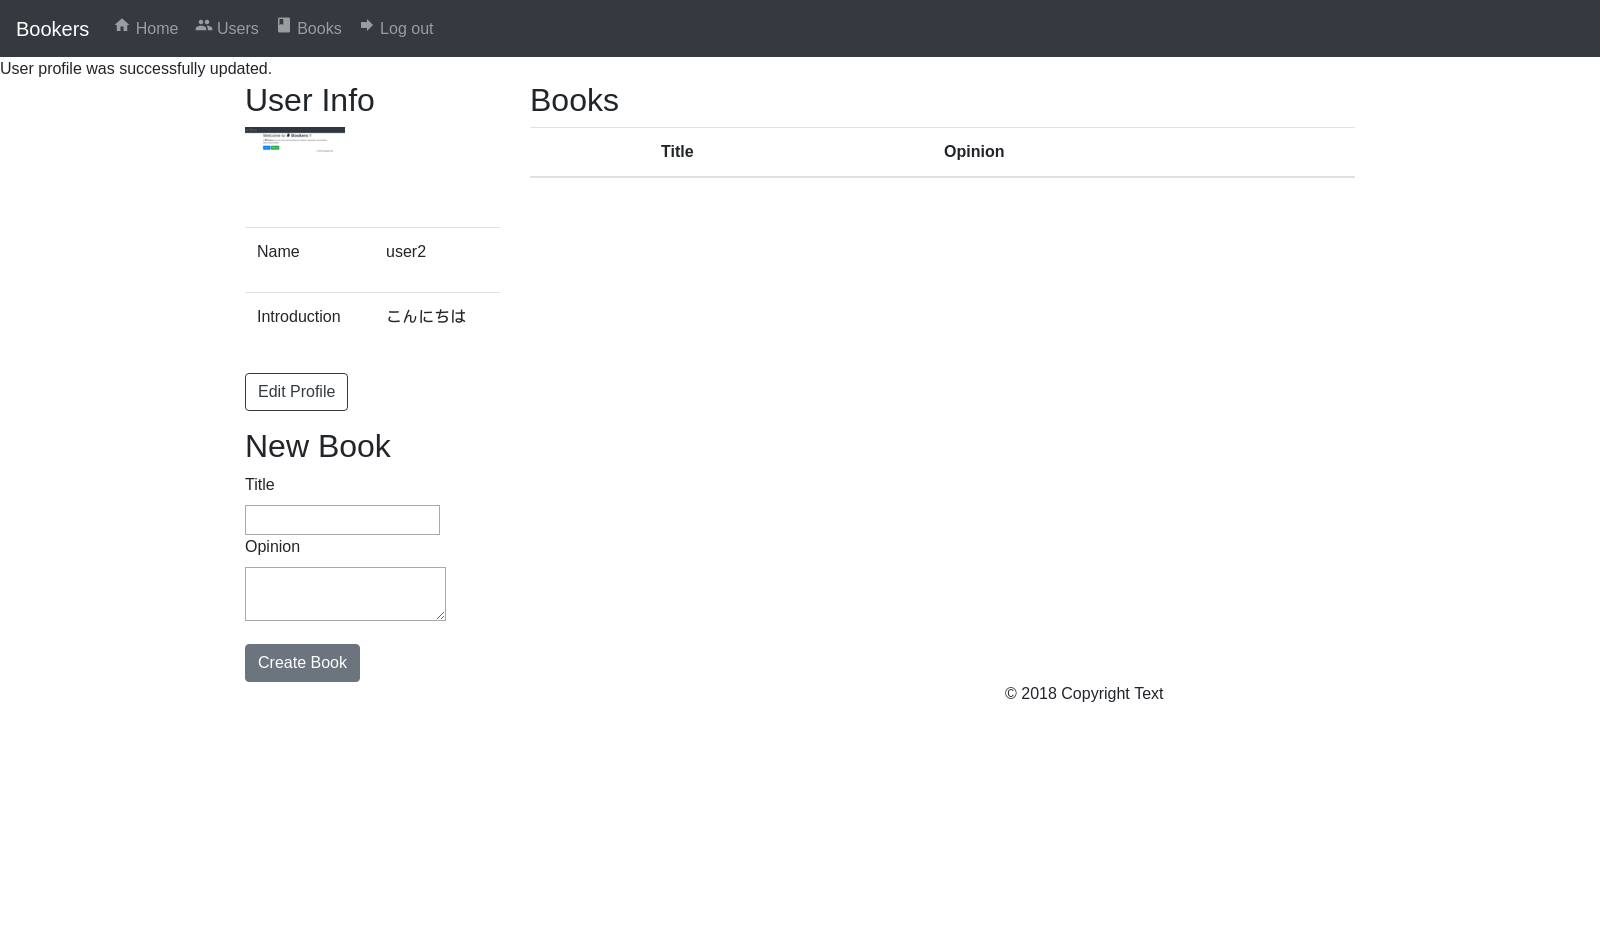 Bookers Home Users Books Log out
User profile was successfully updated.
User Info
Name user2
Introduction こんにちは
Edit Profile
New Book
Title
Opinion
Create Book
Books
Title Opinion
© 2018 Copyright Text